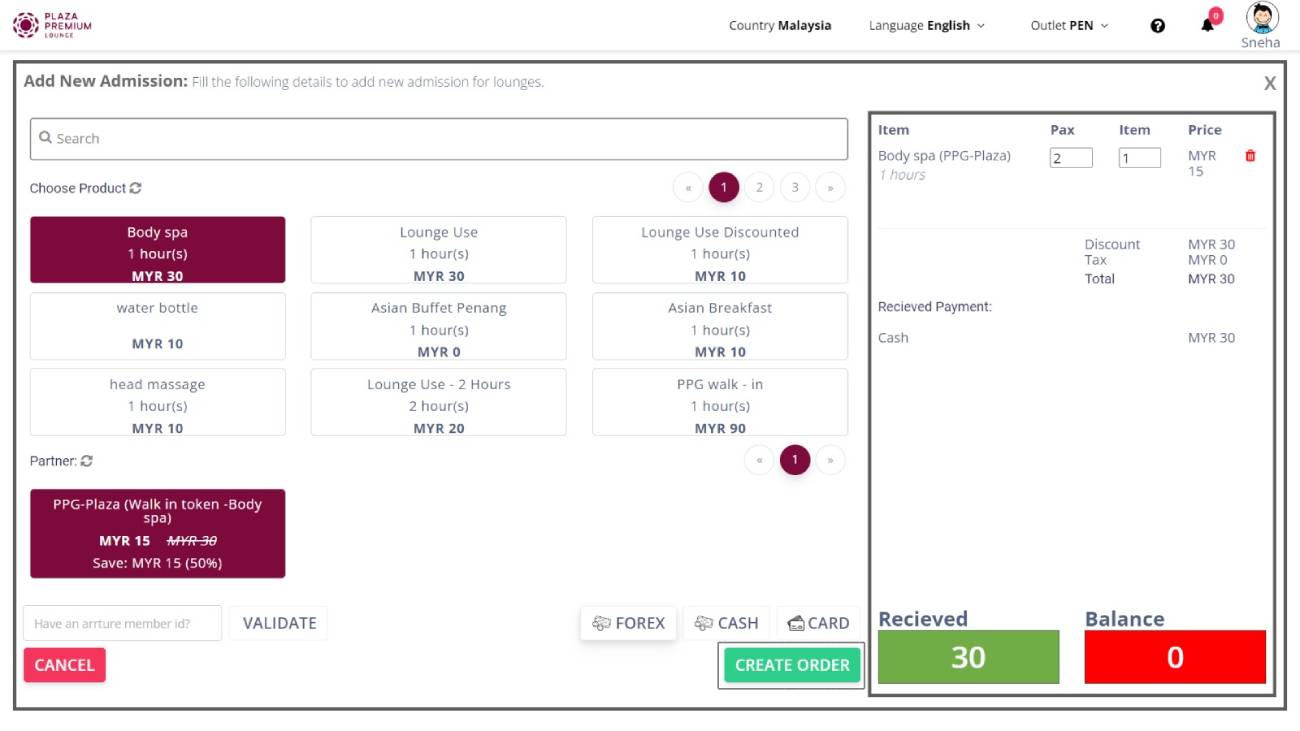 PLAZA
PREMIUM
LOUNGE
Country Malaysia
Language English
Outlet PEN
?
0
Sneha
Add New Admission: Fill the following details to add new admission for lounges.
X
Search
Choose Product
« 1 2 3 »
Body spa
1 hour(s)
MYR 30
Lounge Use
1 hour(s)
MYR 30
Lounge Use Discounted
1 hour(s)
MYR 10
water bottle
MYR 10
Asian Buffet Penang
1 hour(s)
MYR 0
Asian Breakfast
1 hour(s)
MYR 10
head massage
1 hour(s)
MYR 10
Lounge Use - 2 Hours
2 hour(s)
MYR 20
PPG walk - in
1 hour(s)
MYR 90
Partner:
« 1 »
PPG-Plaza (Walk in token -Body
spa)
MYR 15 MYR 30
Save: MYR 15 (50%)
Have an arrture member id?
VALIDATE
FOREX
CASH
CARD
CANCEL
CREATE ORDER
Item Pax Item Price
Body spa (PPG-Plaza) 2 1 MYR
15
1 hours
Discount MYR 30
Tax MYR 0
Total MYR 30
Recieved Payment:
Cash MYR 30
Recieved Balance
30 0